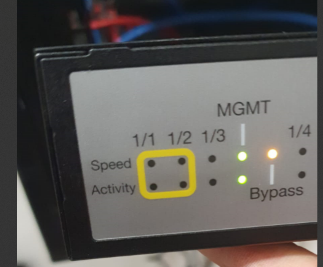 MGMT
1/1 1/2 1/3 1/4
Speed
Activity
Bypass